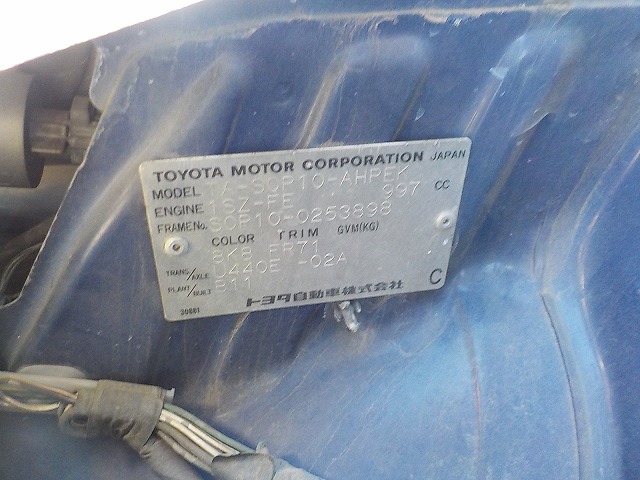 TOYOTA MOTOR CORPORATION JAPAN
MODEL TA-SCP10-AHPEK
ENGINE 1SZ-FE 997 CC
FRAME No. SCP10-0253898
COLOR TRIM GVM(KG)
8K8 FR71
TRANS./AXLE U440E -02A
PLANT/BUILT B11
トヨタ自動車株式会社 C